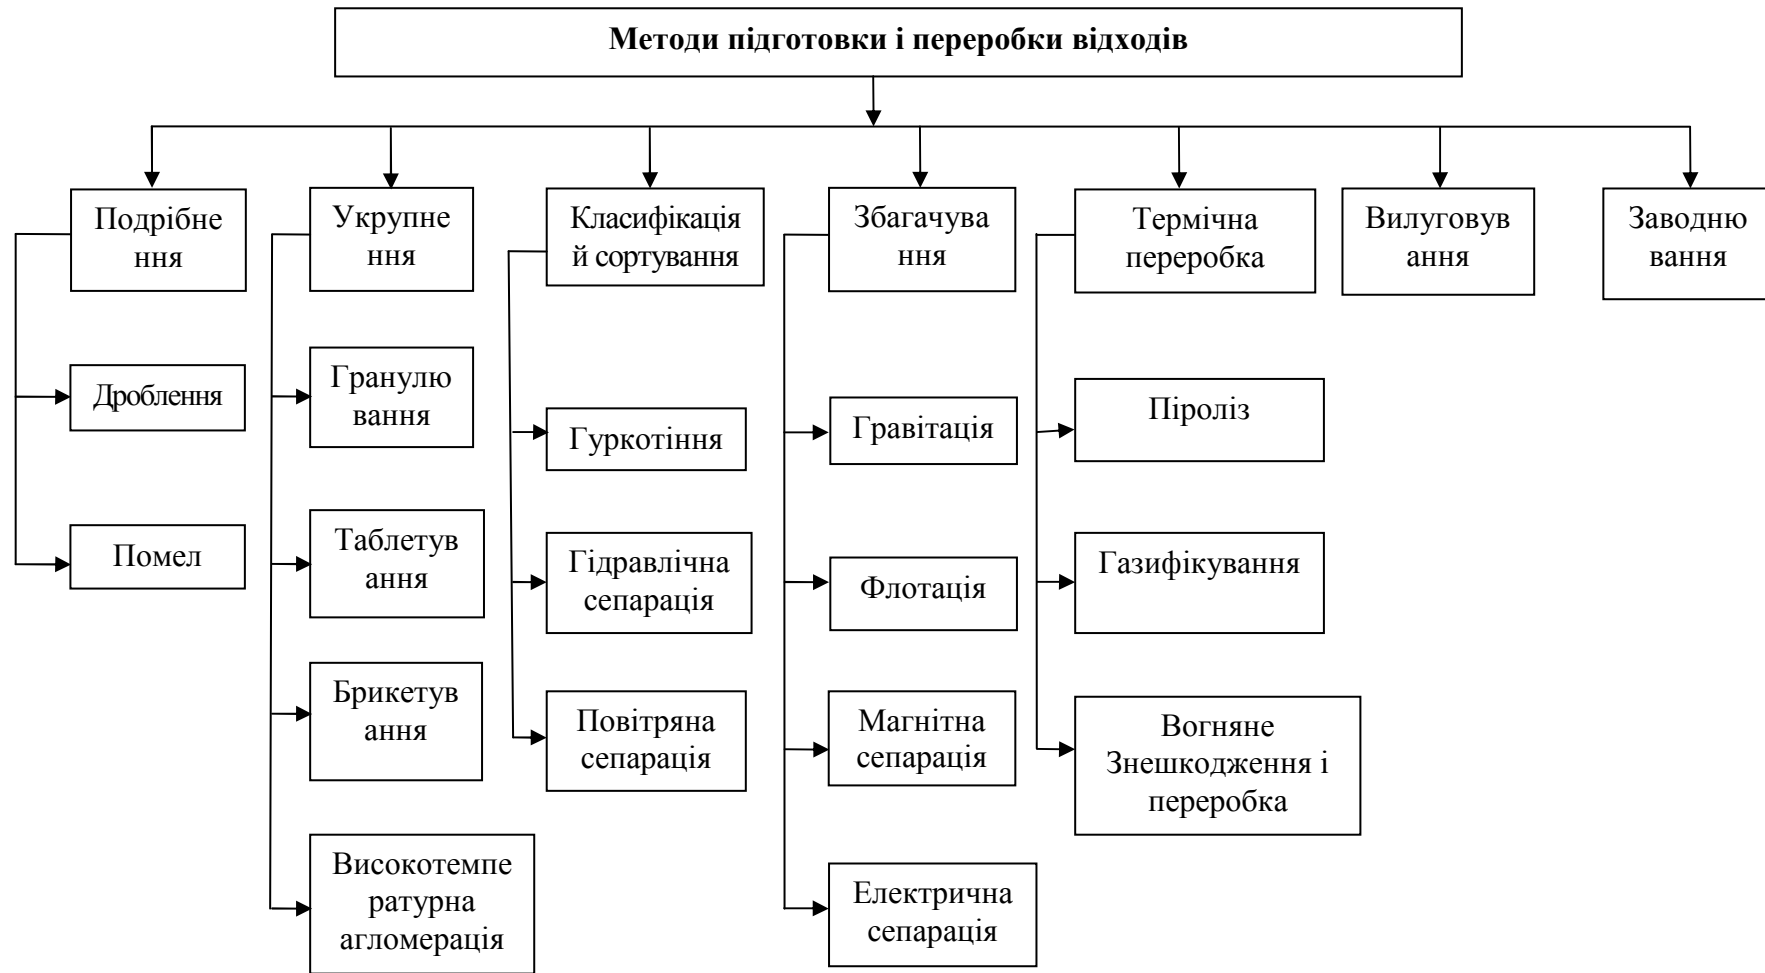 Методи підготовки і переробки відходів
Подрібне
ння
Укрупне
ння
Класифікація
й сортування
Збагачува
ння
Термічна
переробка
Вилуговув
ання
Заводню
вання
Дроблення
Помел
Гранулю
вання
Таблетув
ання
Брикетув
ання
Високотемпе
ратурна
агломерація
Гуркотіння
Гідравлічна
сепарація
Повітряна
сепарація
Гравітація
Флотація
Магнітна
сепарація
Електрична
сепарація
Піроліз
Газифікування
Вогняне
Знешкодження і
переробка